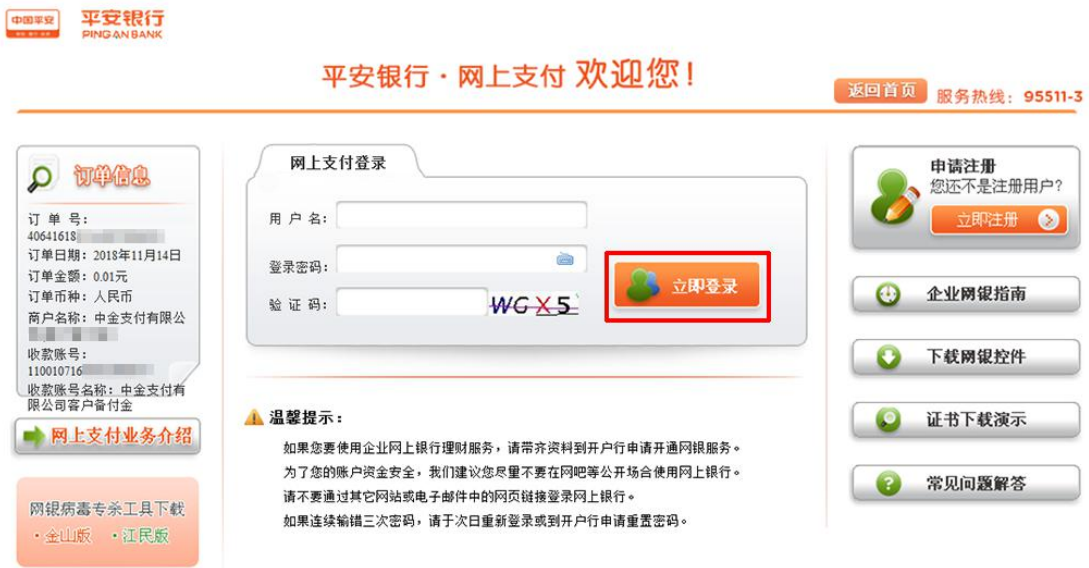 中国平安
平安银行
PING AN BANK
平安银行·网上支付 欢迎您!
返回首页
服务热线：95511-3
订单信息
订 单 号：
40641618
订单日期：2018年11月14日
订单金额：0.01元
订单币种：人民币
商户名称：中金支付有限公
收款账号：
110010716
收款账号名称：中金支付有
限公司客户备付金
网上支付业务介绍
网银病毒专杀工具下载
·金山版 ·江民版
网上支付登录
用 户 名：
登录密码：
验 证 码：
WGX5
立即登录
温馨提示：
如果您要使用企业网上银行理财服务，请带齐资料到开户行申请开通网银服务。
为了您的账户资金安全，我们建议您尽量不要在网吧等公开场合使用网上银行。
请不要通过其它网站或电子邮件中的网页链接登录网上银行。
如果连续输错三次密码，请于次日重新登录或到开户行申请重置密码。
申请注册
您还不是注册用户?
立即注册
企业网银指南
下载网银控件
证书下载演示
常见问题解答